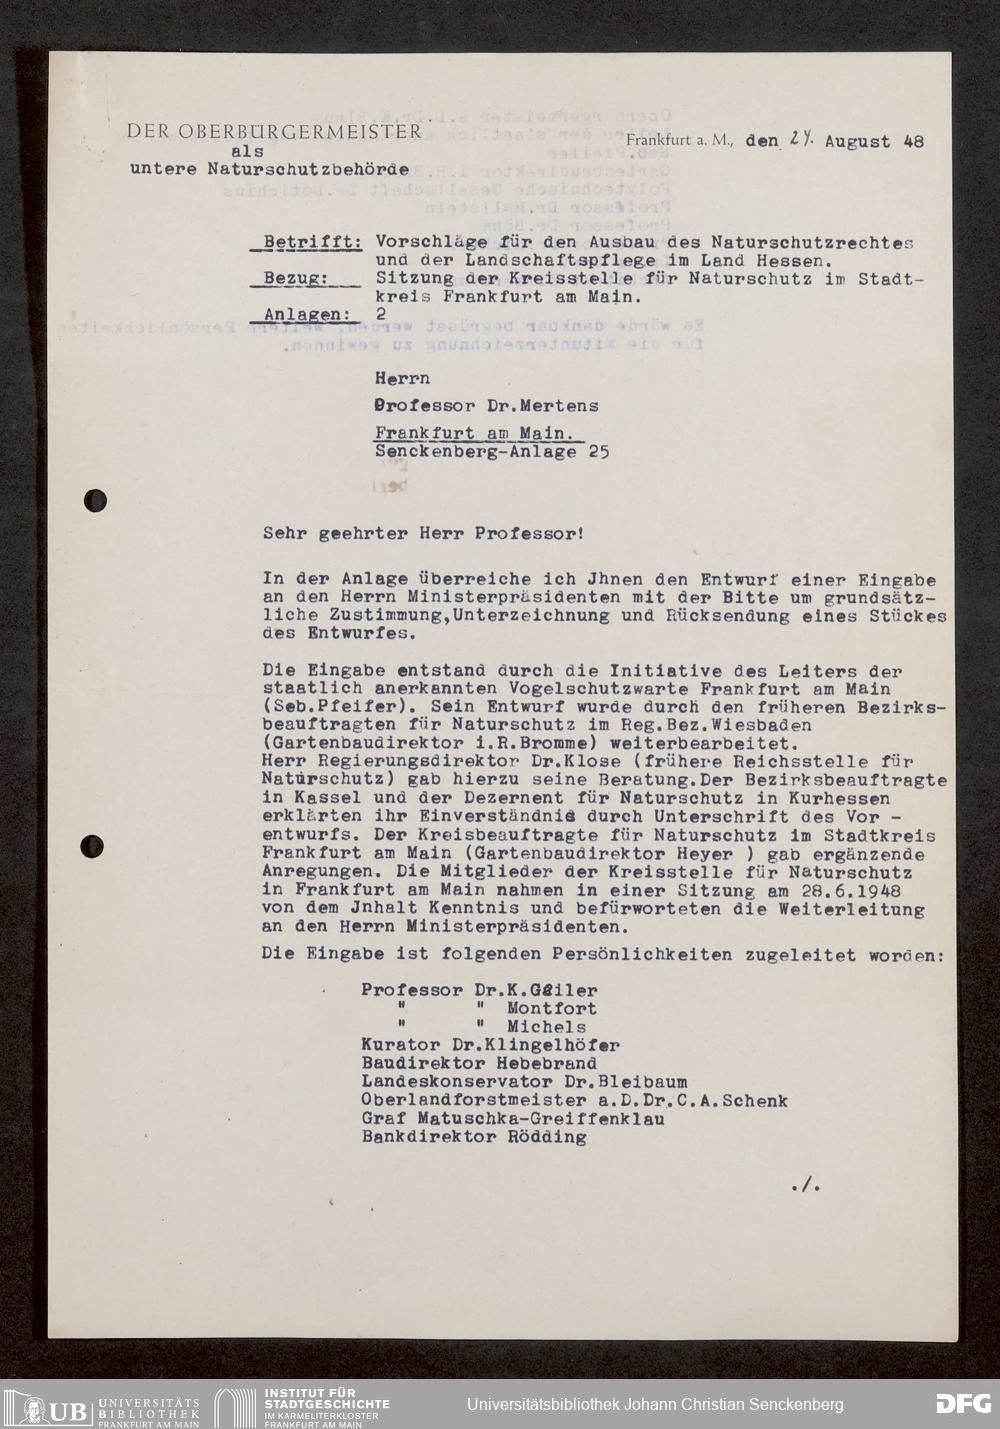 DER OBERBÜRGERMEISTER
als
untere Naturschutzbehörde
Frankfurt a. M., den 24. August 48
Betrifft: Vorschläge für den Ausbau des Naturschutzrechtes
und der Landschaftspflege im Land Hessen.
Bezug: Sitzung der Kreisstelle für Naturschutz im Stadt-
kreis Frankfurt am Main.
Anlagen: 2
Herrn
Professor Dr.Mertens
Frankfurt am Main.
Senckenberg-Anlage 25
Sehr geehrter Herr Professor!
In der Anlage überreiche ich Jhnen den Entwurf einer Eingabe
an den Herrn Ministerpräsidenten mit der Bitte um grundsätz-
liche Zustimmung,Unterzeichnung und Rücksendung eines Stückes
des Entwurfes.
Die Eingabe entstand durch die Initiative des Leiters der
staatlich anerkannten Vogelschutzwarte Frankfurt am Main
(Seb.Pfeifer). Sein Entwurf wurde durch den früheren Bezirks-
beauftragten für Naturschutz im Reg.Bez.Wiesbaden
(Gartenbaudirektor i.R.Bromme) weiterbearbeitet.
Herr Regierungsdirektor Dr.Klose (frühere Reichsstelle für
Naturschutz) gab hierzu seine Beratung.Der Bezirksbeauftragte
in Kassel und der Dezernent für Naturschutz in Kurhessen
erklärten ihr Einverständnis durch Unterschrift des Vor -
entwurfs. Der Kreisbeauftragte für Naturschutz im Stadtkreis
Frankfurt am Main (Gartenbaudirektor Heyer ) gab ergänzende
Anregungen. Die Mitglieder der Kreisstelle für Naturschutz
in Frankfurt am Main nahmen in einer Sitzung am 28.6.1948
von dem Jnhalt Kenntnis und befürworteten die Weiterleitung
an den Herrn Ministerpräsidenten.
Die Eingabe ist folgenden Persönlichkeiten zugeleitet worden:
Professor Dr.K.Geiler
" " Montfort
" " Michels
Kurator Dr.Klingelhöfer
Baudirektor Hebebrand
Landeskonservator Dr.Bleibaum
Oberlandforstmeister a.D.Dr.C.A.Schenk
Graf Matuschka-Greiffenklau
Bankdirektor Rödding
./.
UB UNIVERSITÄTS
BIBLIOTHEK
FRANKFURT AM MAIN
INSTITUT FÜR
STADTGESCHICHTE
IM KARMELITERKLOSTER
FRANKFURT AM MAIN
Universitätsbibliothek Johann Christian Senckenberg
DFG